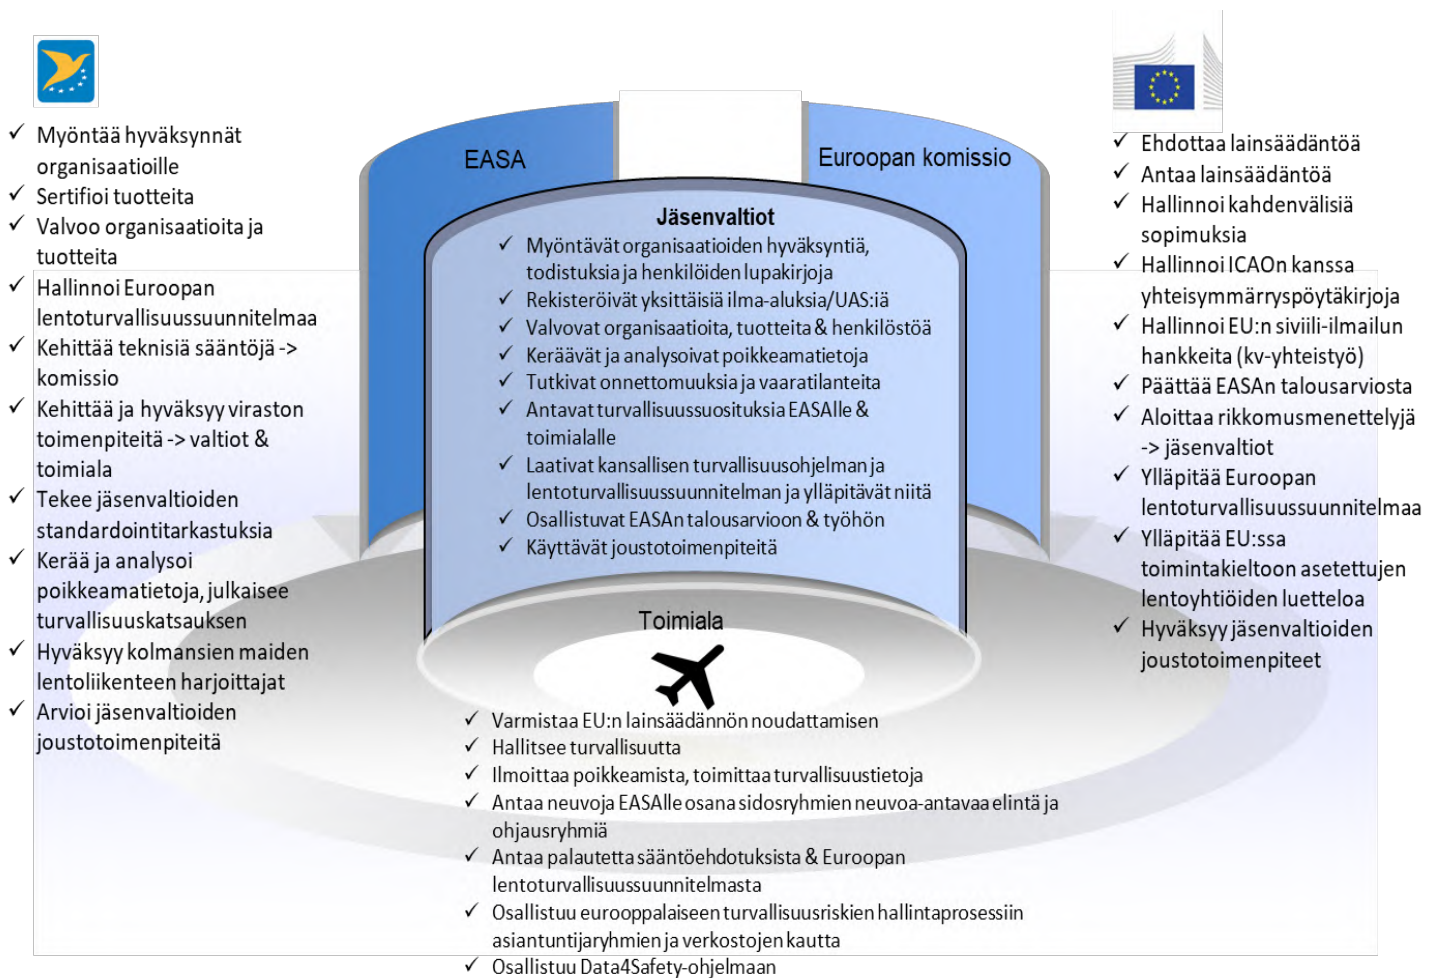 Myöntää hyväksynnät
organisaatioille
Sertifioi tuotteita
Valvoo organisaatioita ja
tuotteita
Hallinnoi Euroopan
lentoturvallisuussuunnitelmaa
Kehittää teknisiä sääntöjä ->
komissio
Kehittää ja hyväksyy viraston
toimenpiteitä -> valtiot &
toimiala
Tekee jäsenvaltioiden
standardointitarkastuksia
Kerää ja analysoi
poikkeamatietoja, julkaisee
turvallisuuskatsauksen
Hyväksyy kolmansien maiden
lentoliikenteen harjoittajat
Arvioi jäsenvaltioiden
joustotoimenpiteitä
EASA
Euroopan komissio
Jäsenvaltiot
Myöntävät organisaatioiden hyväksyntiä,
todistuksia ja henkilöiden lupakirjoja
Rekisteröivät yksittäisiä ilma-aluksia/UAS:iä
Valvovat organisaatioita, tuotteita & henkilöstöä
Keräävät ja analysoivat poikkeamatietoja
Tutkivat onnettomuuksia ja vaaratilanteita
Antavat turvallisuussuosituksia EASAlle &
toimialalle
Laativat kansallisen turvallisuusohjelman ja
lentoturvallisuussuunnitelman ja ylläpitävät niitä
Osallistuvat EASAn talousarvioon & työhön
Käyttävät joustotoimenpiteitä
Toimiala
Varmistaa EU:n lainsäädännön noudattamisen
Hallitsee turvallisuutta
Ilmoittaa poikkeamista, toimittaa turvallisuustietoja
Antaa neuvoja EASAlle osana sidosryhmien neuvoa-antavaa elintä ja
ohjausryhmiä
Antaa palautetta sääntöehdotuksista & Euroopan
lentoturvallisuussuunnitelmasta
Osallistuu eurooppalaiseen turvallisuusriskien hallintaprosessiin
asiantuntijaryhmien ja verkostojen kautta
Osallistuu Data4Safety-ohjelmaan
Ehdottaa lainsäädäntöä
Antaa lainsäädäntöä
Hallinnoi kahdenvälisiä
sopimuksia
Hallinnoi ICAOn kanssa
yhteisymmärryspöytäkirjoja
Hallinnoi EU:n siviili-ilmailun
hankkeita (kv-yhteistyö)
Päättää EASAn talousarviosta
Aloittaa rikkomusmenettelyjä
-> jäsenvaltiot
Ylläpitää Euroopan
lentoturvallisuussuunnitelmaa
Ylläpitää EU:ssa
toimintakieltoon asetettujen
lentoyhtiöiden luetteloa
Hyväksyy jäsenvaltioiden
joustotoimenpiteet